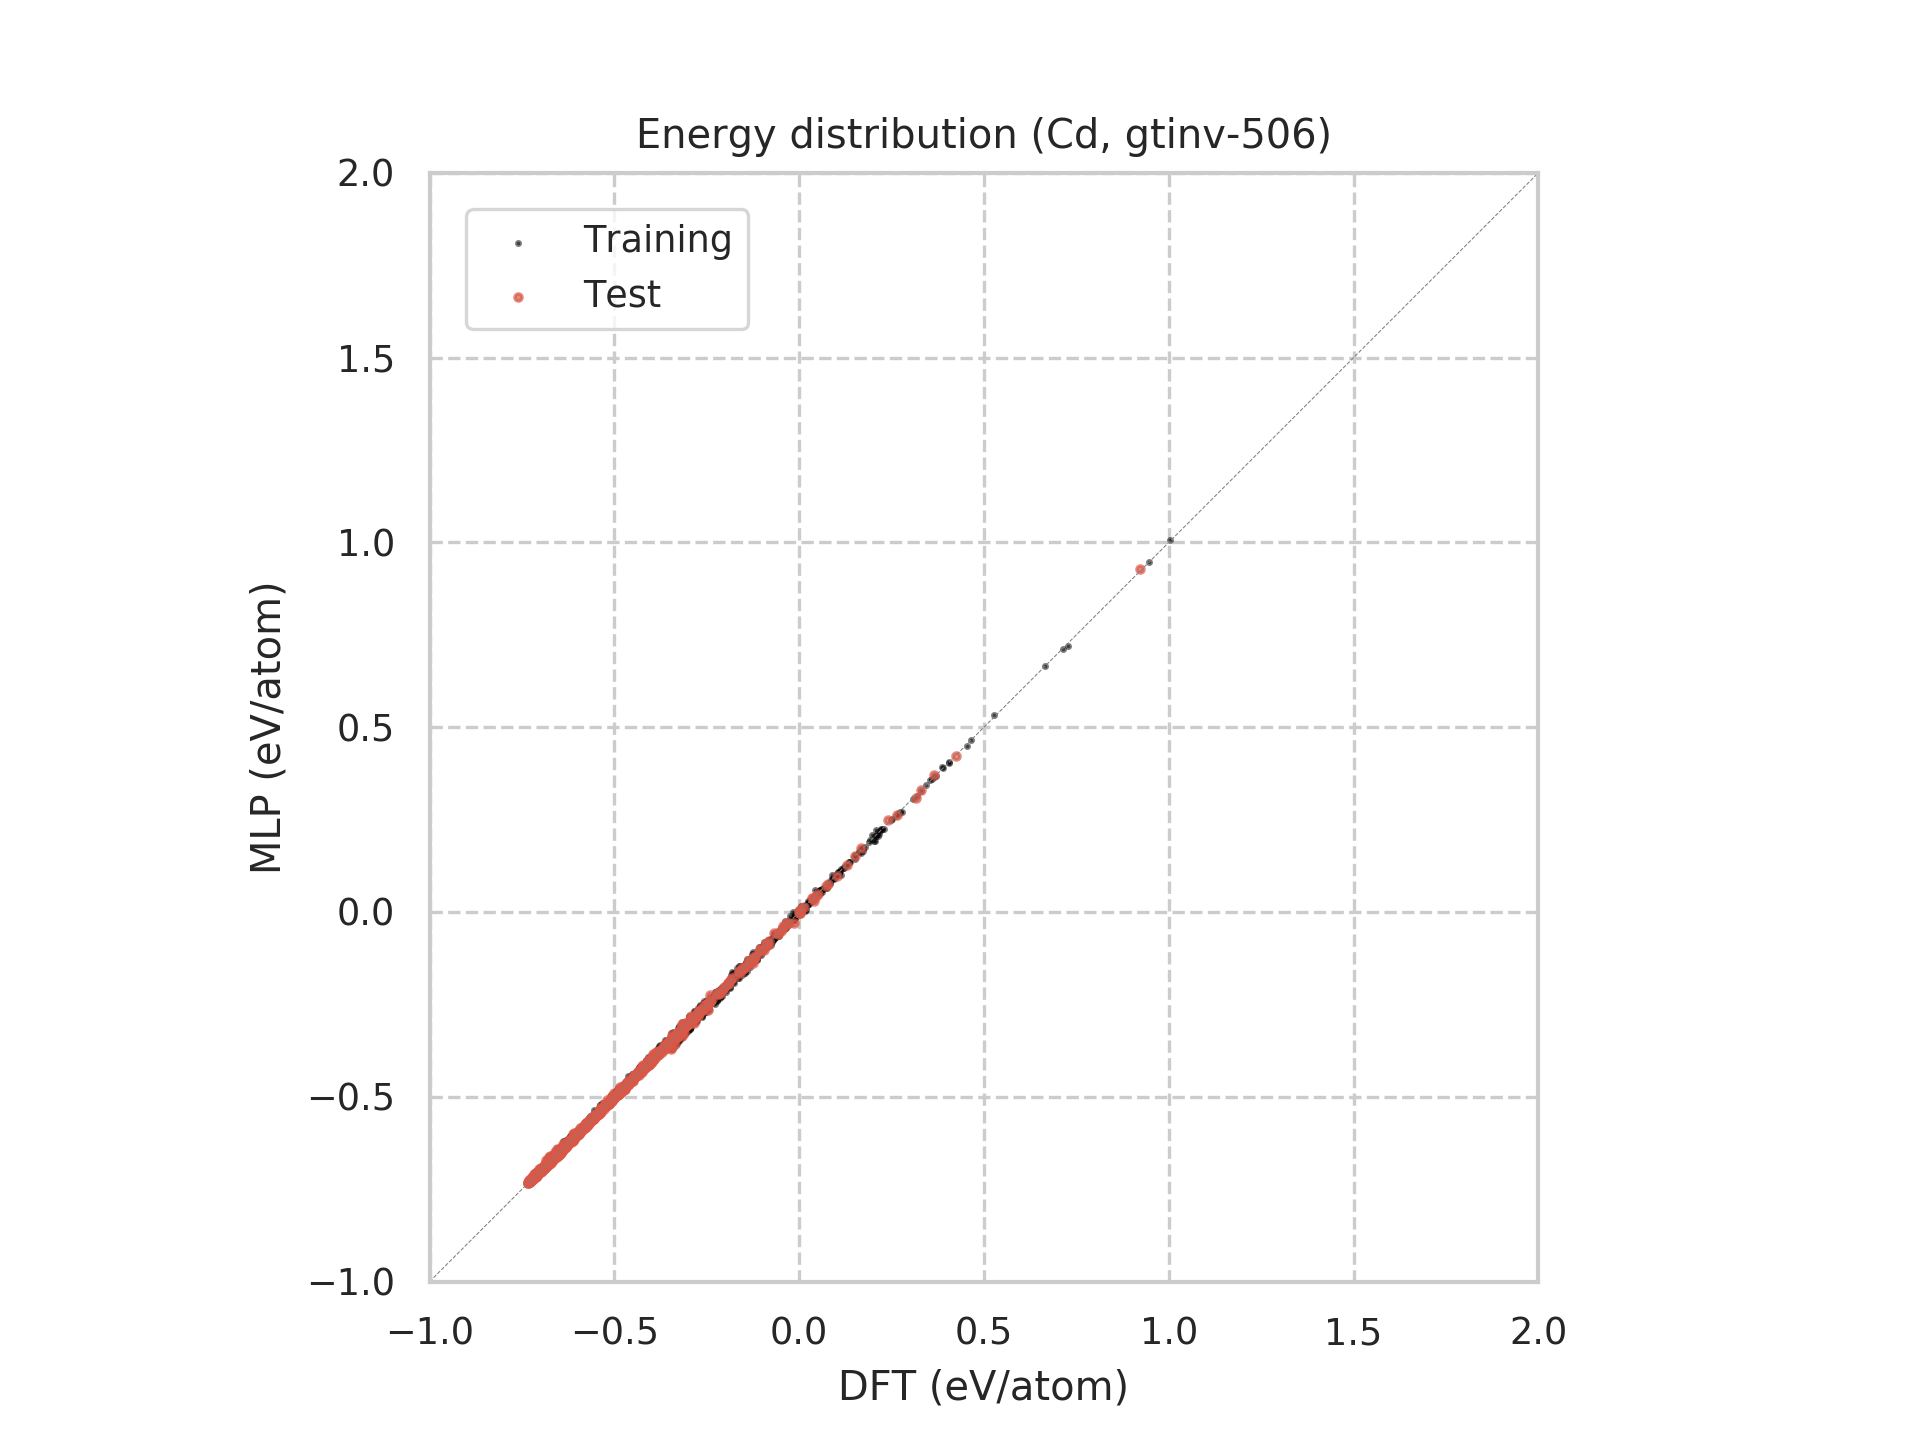 Energy distribution (Cd, gtinv-506)
2.0
1.5
1.0
0.5
0.0
−0.5
−1.0
MLP (eV/atom)
Training
Test
−1.0 −0.5 0.0 0.5 1.0 1.5 2.0
DFT (eV/atom)